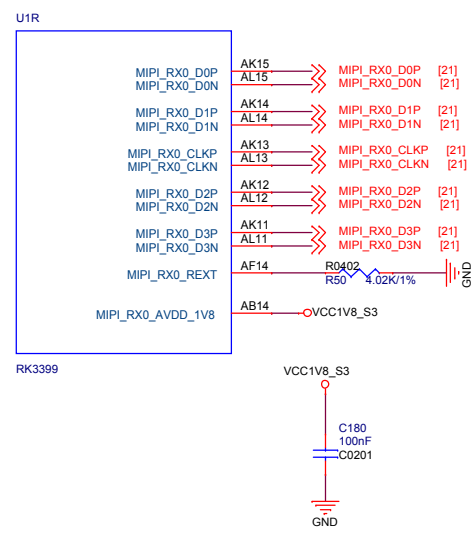 U1R
MIPI_RX0_D0P AK15 MIPI_RX0_D0P [21]
MIPI_RX0_D0N AL15 MIPI_RX0_D0N [21]
MIPI_RX0_D1P AK14 MIPI_RX0_D1P [21]
MIPI_RX0_D1N AL14 MIPI_RX0_D1N [21]
MIPI_RX0_CLKP AK13 MIPI_RX0_CLKP [21]
MIPI_RX0_CLKN AL13 MIPI_RX0_CLKN [21]
MIPI_RX0_D2P AK12 MIPI_RX0_D2P [21]
MIPI_RX0_D2N AL12 MIPI_RX0_D2N [21]
MIPI_RX0_D3P AK11 MIPI_RX0_D3P [21]
MIPI_RX0_D3N AL11 MIPI_RX0_D3N [21]
MIPI_RX0_REXT AF14 R0402 GND
R50 4.02K/1%
MIPI_RX0_AVDD_1V8 AB14 VCC1V8_S3
RK3399
VCC1V8_S3
C180
100nF
C0201
GND